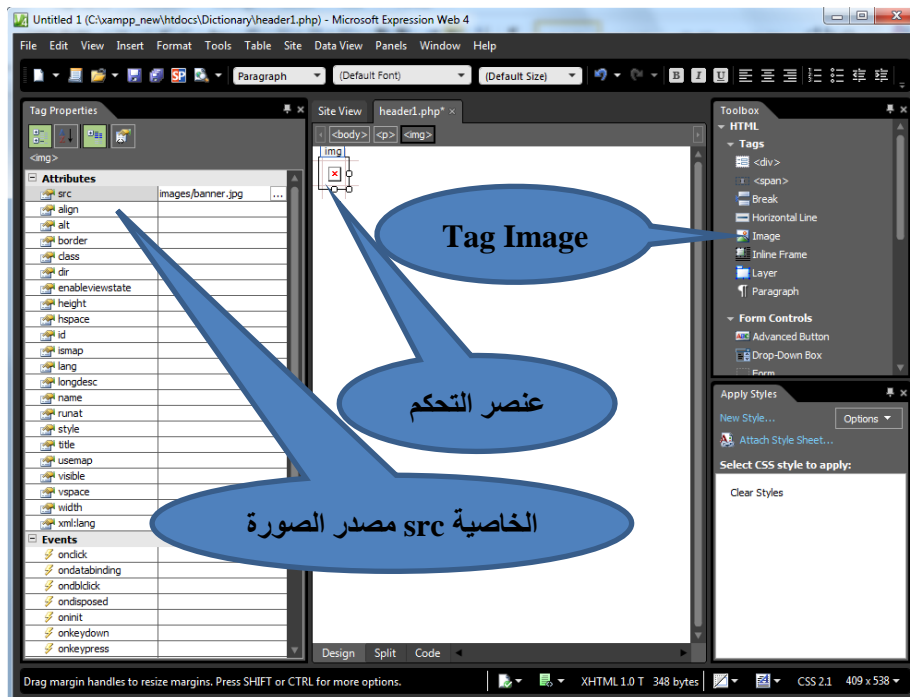 Untitled 1 (C:\xampp_new\htdocs\Dictionary\header1.php) - Microsoft Expression Web 4
File Edit View Insert Format Tools Table Site Data View Panels Window Help
Paragraph (Default Font) (Default Size) B I U
Tag Properties
<img>
Attributes
src images/banner.jpg ...
align
alt
border
class
dir
enableviewstate
height
hspace
id
ismap
lang
longdesc
name
runat
style
title
usemap
visible
vspace
width
xml:lang
Events
onclick
ondatabinding
ondblclick
ondisposed
oninit
onkeydown
onkeypress
Site View header1.php*
<body> <p> <img>
img
Tag Image
عنصر التحكم
الخاصية src مصدر الصورة
Design Split Code
Toolbox
HTML
Tags
<div>
<span>
Break
Horizontal Line
Image
Inline Frame
Layer
Paragraph
Form Controls
Advanced Button
Drop-Down Box
Form
Apply Styles
New Style... Options
Attach Style Sheet...
Select CSS style to apply:
Clear Styles
Drag margin handles to resize margins. Press SHIFT or CTRL for more options. XHTML 1.0 T 348 bytes CSS 2.1 409 x 538